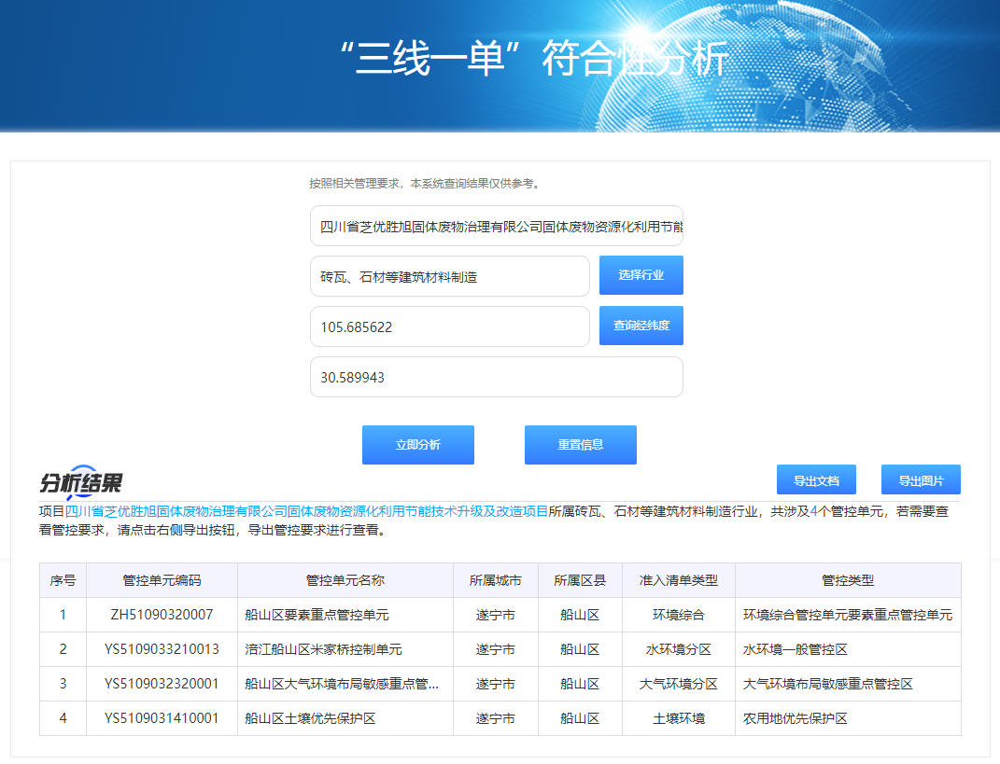 “三线一单”符合性分析
按照相关管理要求，本系统查询结果仅供参考。
四川省芝优胜旭固体废物治理有限公司固体废物资源化利用节能
砖瓦、石材等建筑材料制造 选择行业
105.685622 查询经纬度
30.589943
立即分析 重置信息
分析结果 导出文档 导出图片
项目四川省芝优胜旭固体废物治理有限公司固体废物资源化利用节能技术升级及改造项目所属砖瓦、石材等建筑材料制造行业，共涉及4个管控单元，若需要查
看管控要求，请点击右侧导出按钮，导出管控要求进行查看。
序号 管控单元编码 管控单元名称 所属城市 所属区县 准入清单类型 管控类型
1 ZH51090320007 船山区要素重点管控单元 遂宁市 船山区 环境综合 环境综合管控单元要素重点管控单元
2 YS5109033210013 涪江船山区米家桥控制单元 遂宁市 船山区 水环境分区 水环境一般管控区
3 YS5109032320001 船山区大气环境布局敏感重点管... 遂宁市 船山区 大气环境分区 大气环境布局敏感重点管控区
4 YS5109031410001 船山区土壤优先保护区 遂宁市 船山区 土壤环境 农用地优先保护区